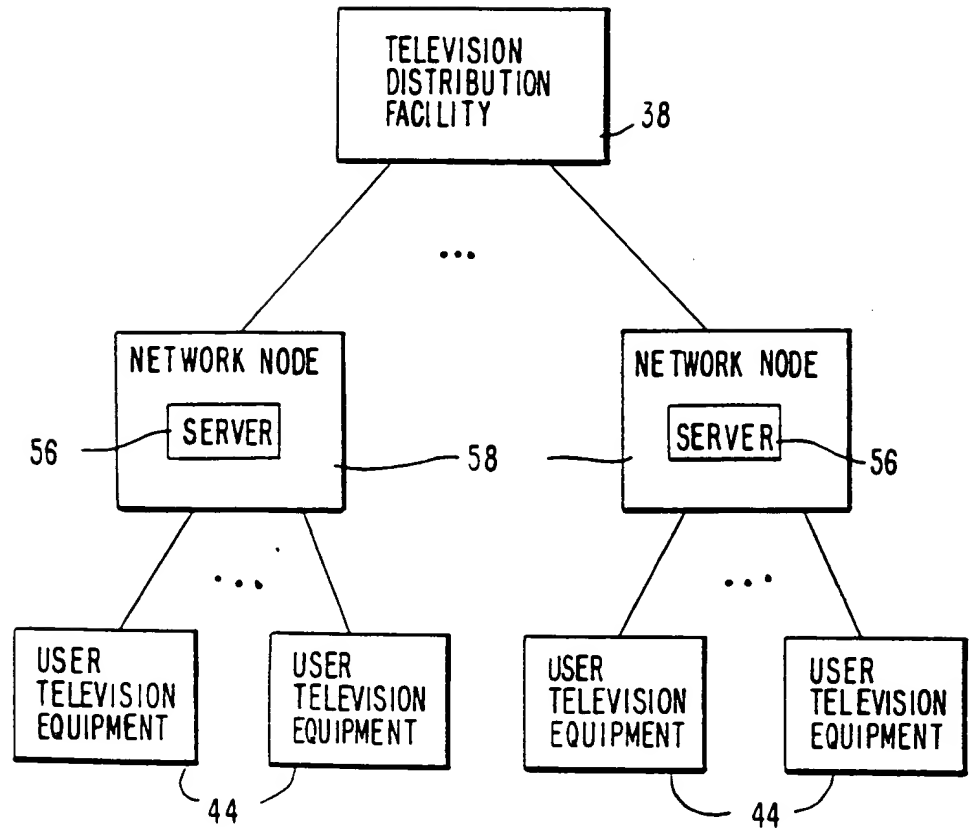 TELEVISION
DISTRIBUTION
FACILITY
38
...
NETWORK NODE
SERVER
56
58
NETWORK NODE
SERVER
56
...
...
USER
TELEVISION
EQUIPMENT
USER
TELEVISION
EQUIPMENT
44
USER
TELEVISION
EQUIPMENT
USER
TELEVISION
EQUIPMENT
44